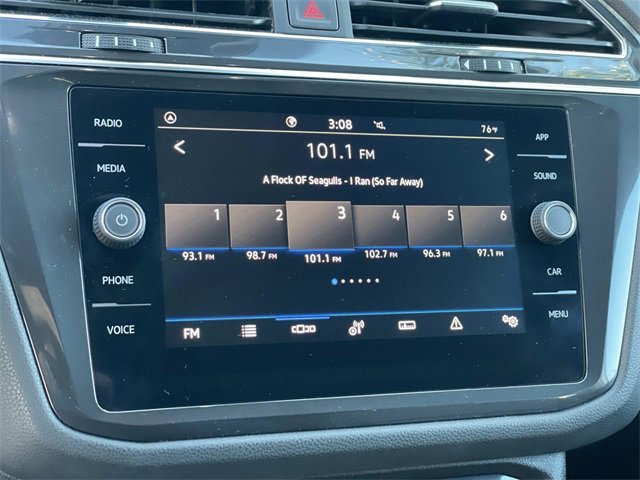 RADIO
MEDIA
PHONE
VOICE
3:08
76°F
101.1 FM
A Flock OF Seagulls - I Ran (So Far Away)
1 2 3 4 5 6
93.1 FM 98.7 FM 101.1 FM 102.7 FM 96.3 FM 97.1 FM
FM
APP
SOUND
CAR
MENU